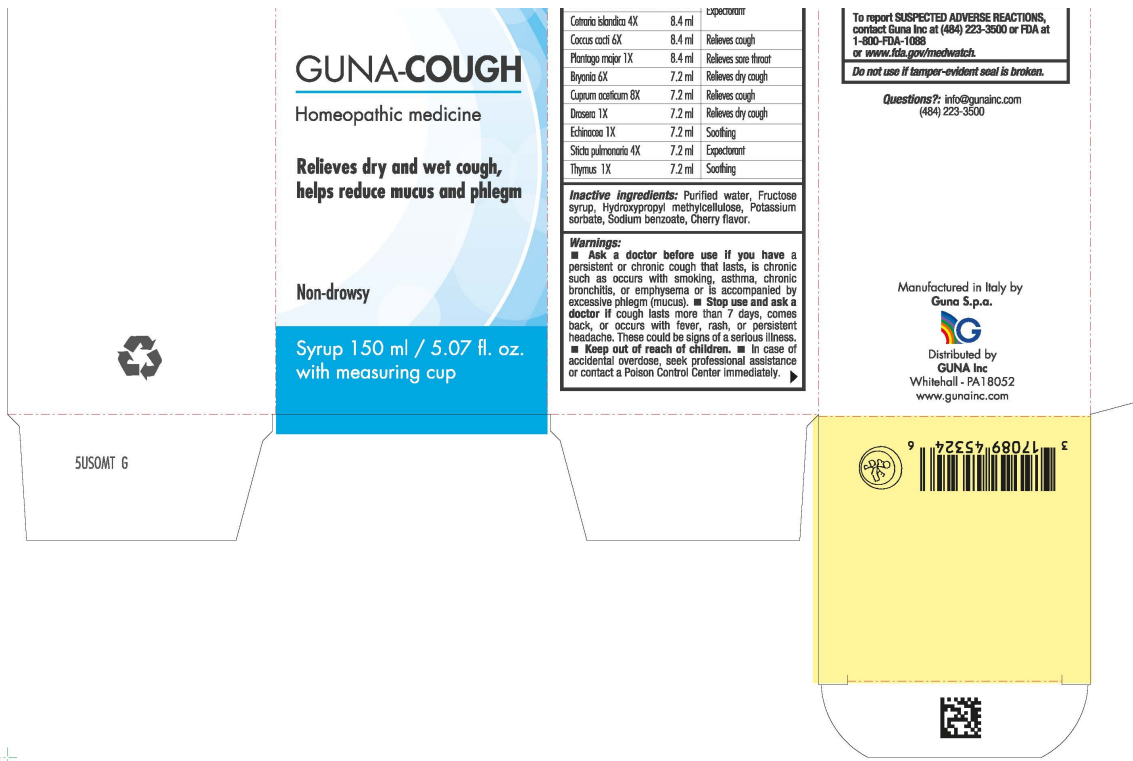 GUNA-COUGH
Homeopathic medicine
Relieves dry and wet cough,
helps reduce mucus and phlegm
Non-drowsy
Syrup 150 ml / 5.07 fl. oz.
with measuring cup
5USOMT G
Expectorant
Cetraria islandica 4X 8.4 ml
Coccus cacti 6X 8.4 ml Relieves cough
Plantago major 1X 8.4 ml Relieves sore throat
Bryonia 6X 7.2 ml Relieves dry cough
Cuprum aceticum 8X 7.2 ml Relieves cough
Drosera 1X 7.2 ml Relieves dry cough
Echinacea 1X 7.2 ml Soothing
Sticta pulmonaria 4X 7.2 ml Expectorant
Thymus 1X 7.2 ml Soothing
Inactive ingredients: Purified water, Fructose
syrup, Hydroxypropyl methylcellulose, Potassium
sorbate, Sodium benzoate, Cherry flavor.
Warnings:
■ Ask a doctor before use if you have a
persistent or chronic cough that lasts, is chronic
such as occurs with smoking, asthma, chronic
bronchitis, or emphysema or is accompanied by
excessive phlegm (mucus). ■ Stop use and ask a
doctor if cough lasts more than 7 days, comes
back, or occurs with fever, rash, or persistent
headache. These could be signs of a serious illness.
■ Keep out of reach of children. ■ In case of
accidental overdose, seek professional assistance
or contact a Poison Control Center immediately.
To report SUSPECTED ADVERSE REACTIONS,
contact Guna Inc at (484) 223-3500 or FDA at
1-800-FDA-1088
or www.fda.gov/medwatch.
Do not use if tamper-evident seal is broken.
Questions?: info@gunainc.com
(484) 223-3500
Manufactured in Italy by
Guna S.p.a.
G
Distributed by
GUNA Inc
Whitehall - PA18052
www.gunainc.com
3 17089 45324 6